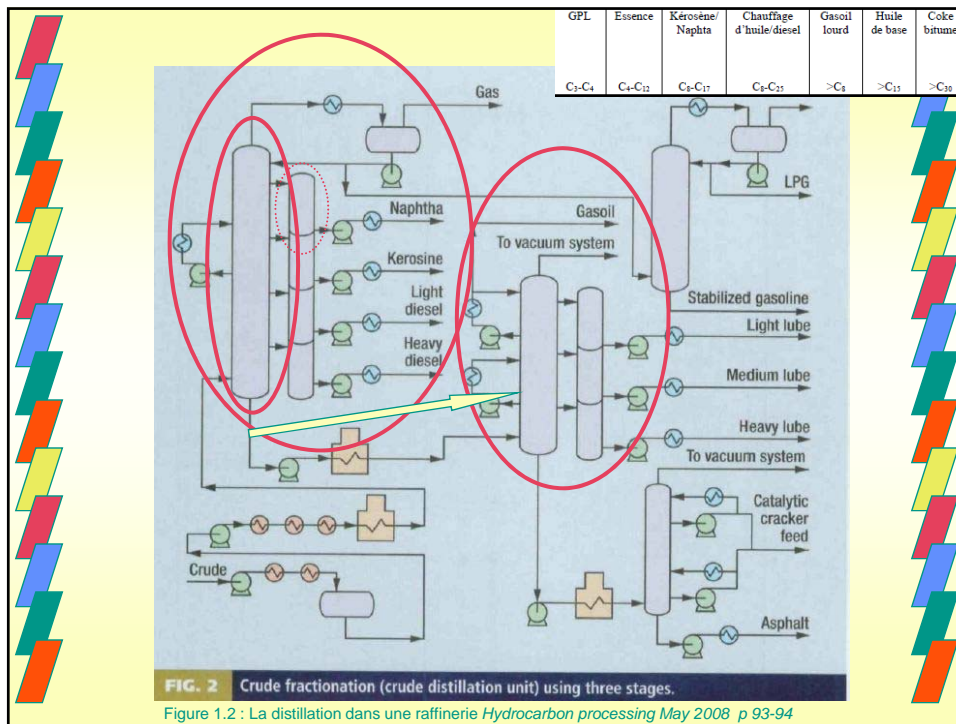 GPL Essence Kérosène/ Chauffage Gasoil Huile Coke
Naphta d'huile/diesel lourd de base bitume
C3-C4 C4-C12 C8-C17 C8-C25 >C8 >C15 >C30
Gas
LPG
Naphtha
Gasoil
To vacuum system
Kerosine
Light
diesel
Stabilized gasoline
Light lube
Heavy
diesel
Medium lube
Heavy lube
To vacuum system
Catalytic
cracker
feed
Crude
Asphalt
FIG. 2 Crude fractionation (crude distillation unit) using three stages.
Figure 1.2 : La distillation dans une raffinerie Hydrocarbon processing May 2008 p 93-94